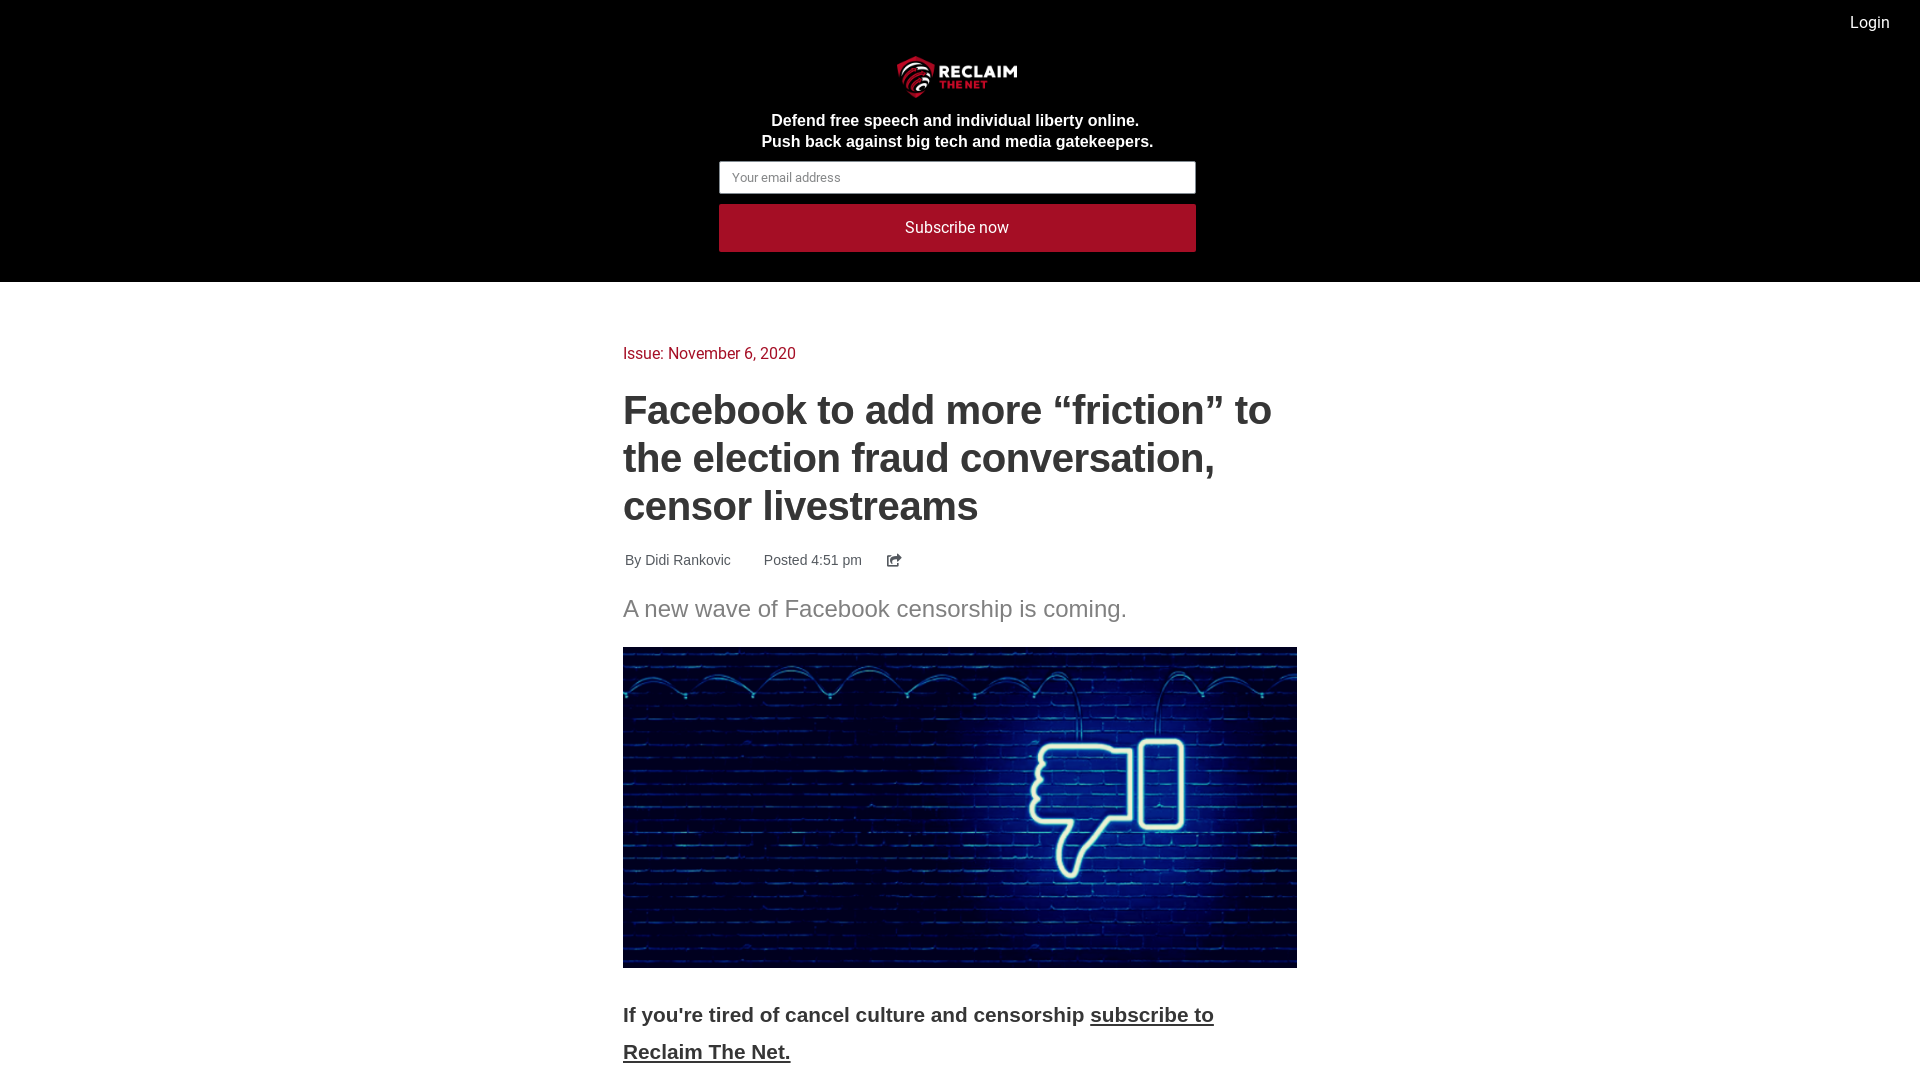 Login
RECLAIM
THE NET
Defend free speech and individual liberty online.
Push back against big tech and media gatekeepers.
Your email address
Subscribe now
Issue: November 6, 2020
Facebook to add more “friction” to
the election fraud conversation,
censor livestreams
By Didi Rankovic Posted 4:51 pm
A new wave of Facebook censorship is coming.
If you're tired of cancel culture and censorship subscribe to
Reclaim The Net.